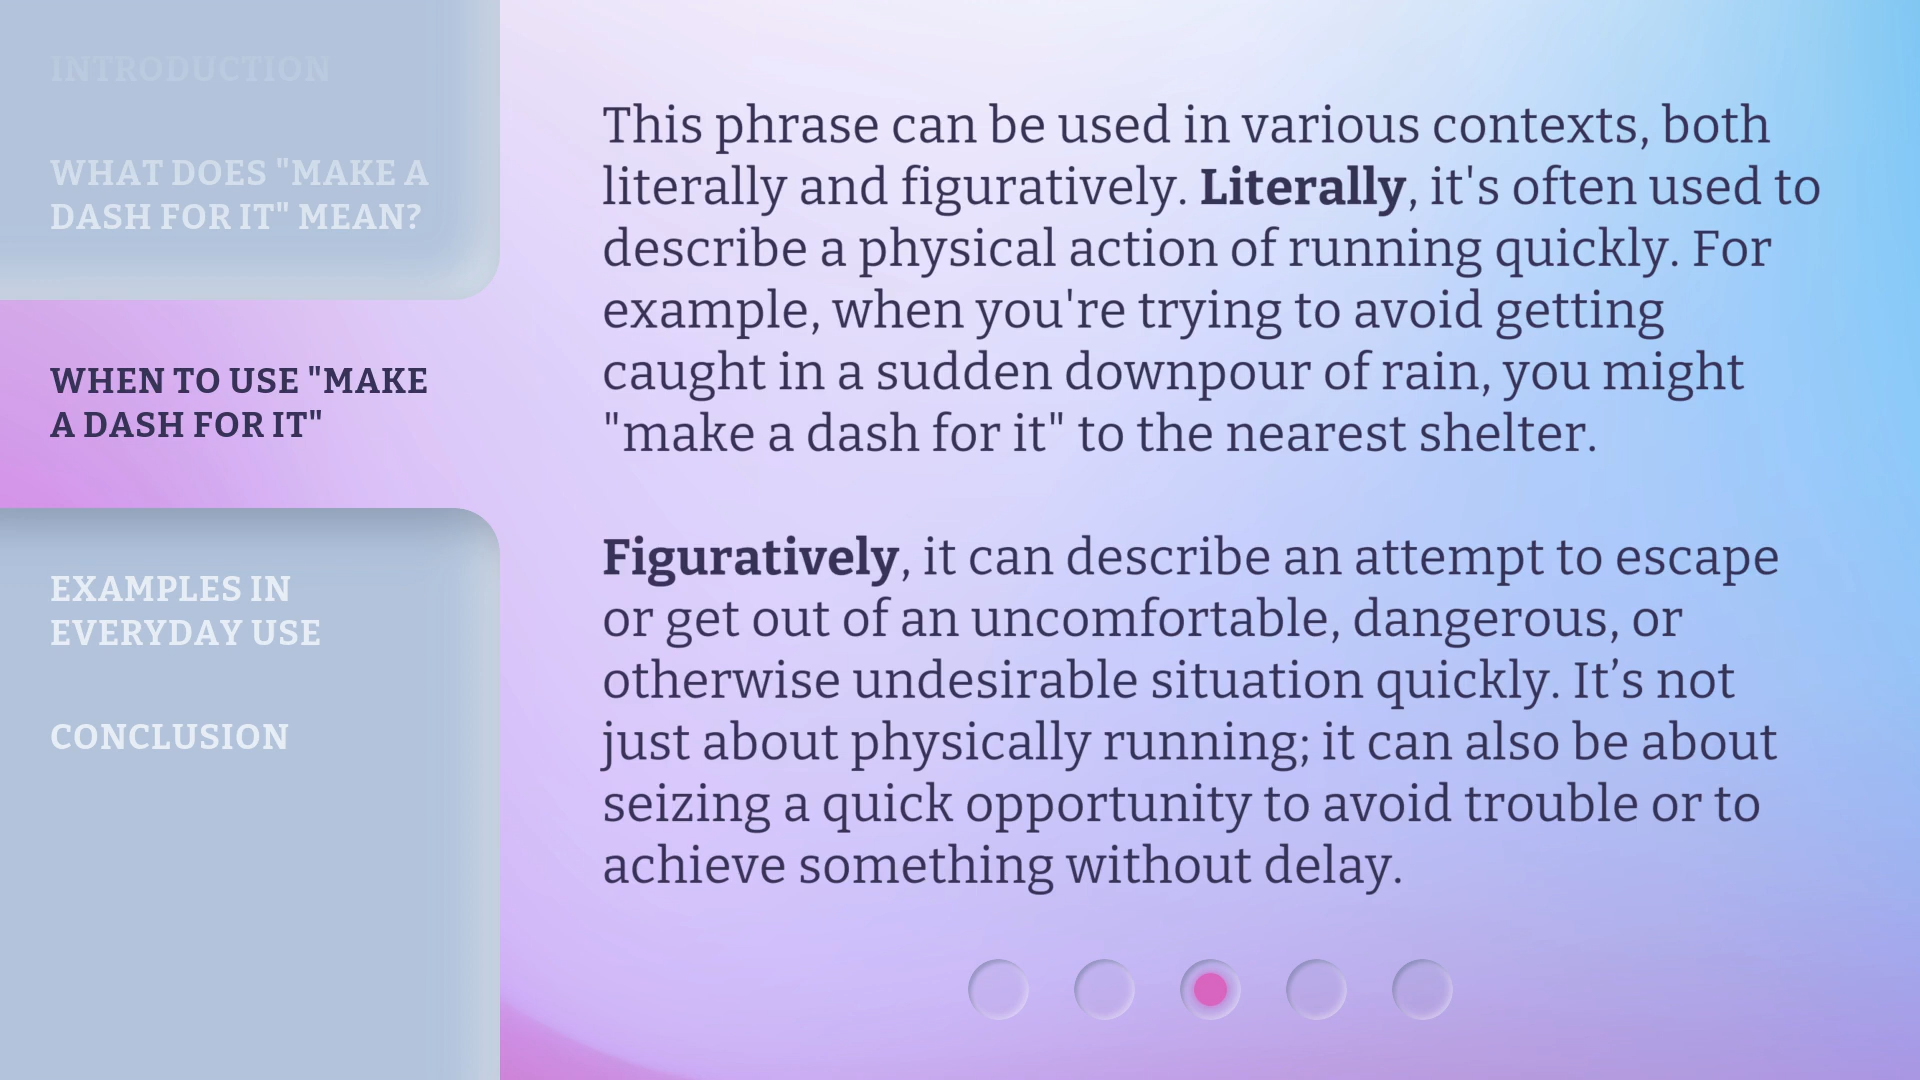 INTRODUCTION
WHAT DOES "MAKE A
DASH FOR IT" MEAN?
WHEN TO USE "MAKE
A DASH FOR IT"
EXAMPLES IN
EVERYDAY USE
CONCLUSION
This phrase can be used in various contexts, both
literally and figuratively. Literally, it's often used to
describe a physical action of running quickly. For
example, when you're trying to avoid getting
caught in a sudden downpour of rain, you might
"make a dash for it" to the nearest shelter.
Figuratively, it can describe an attempt to escape
or get out of an uncomfortable, dangerous, or
otherwise undesirable situation quickly. It’s not
just about physically running; it can also be about
seizing a quick opportunity to avoid trouble or to
achieve something without delay.